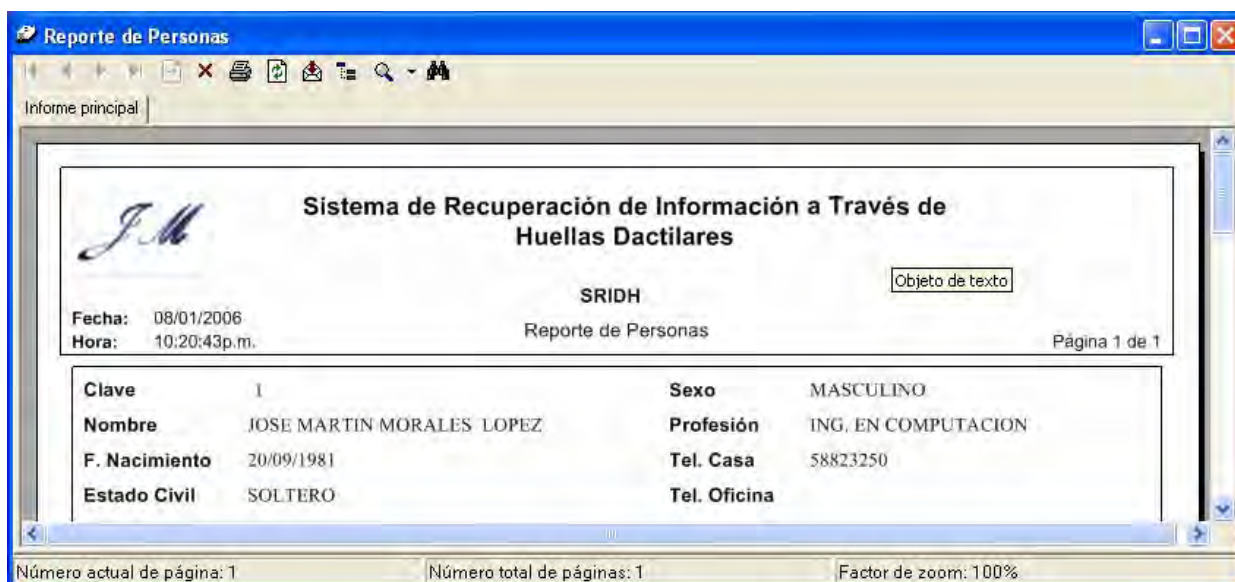 Reporte de Personas
Informe principal
JM
Sistema de Recuperación de Información a Través de
Huellas Dactilares
Objeto de texto
SRIDH
Fecha: 08/01/2006
Reporte de Personas
Hora: 10:20:43p.m.
Página 1 de 1
Clave 1 Sexo MASCULINO
Nombre JOSE MARTIN MORALES LOPEZ Profesión ING. EN COMPUTACION
F. Nacimiento 20/09/1981 Tel. Casa 58823250
Estado Civil SOLTERO Tel. Oficina
Número actual de página: 1 Número total de páginas: 1 Factor de zoom: 100%